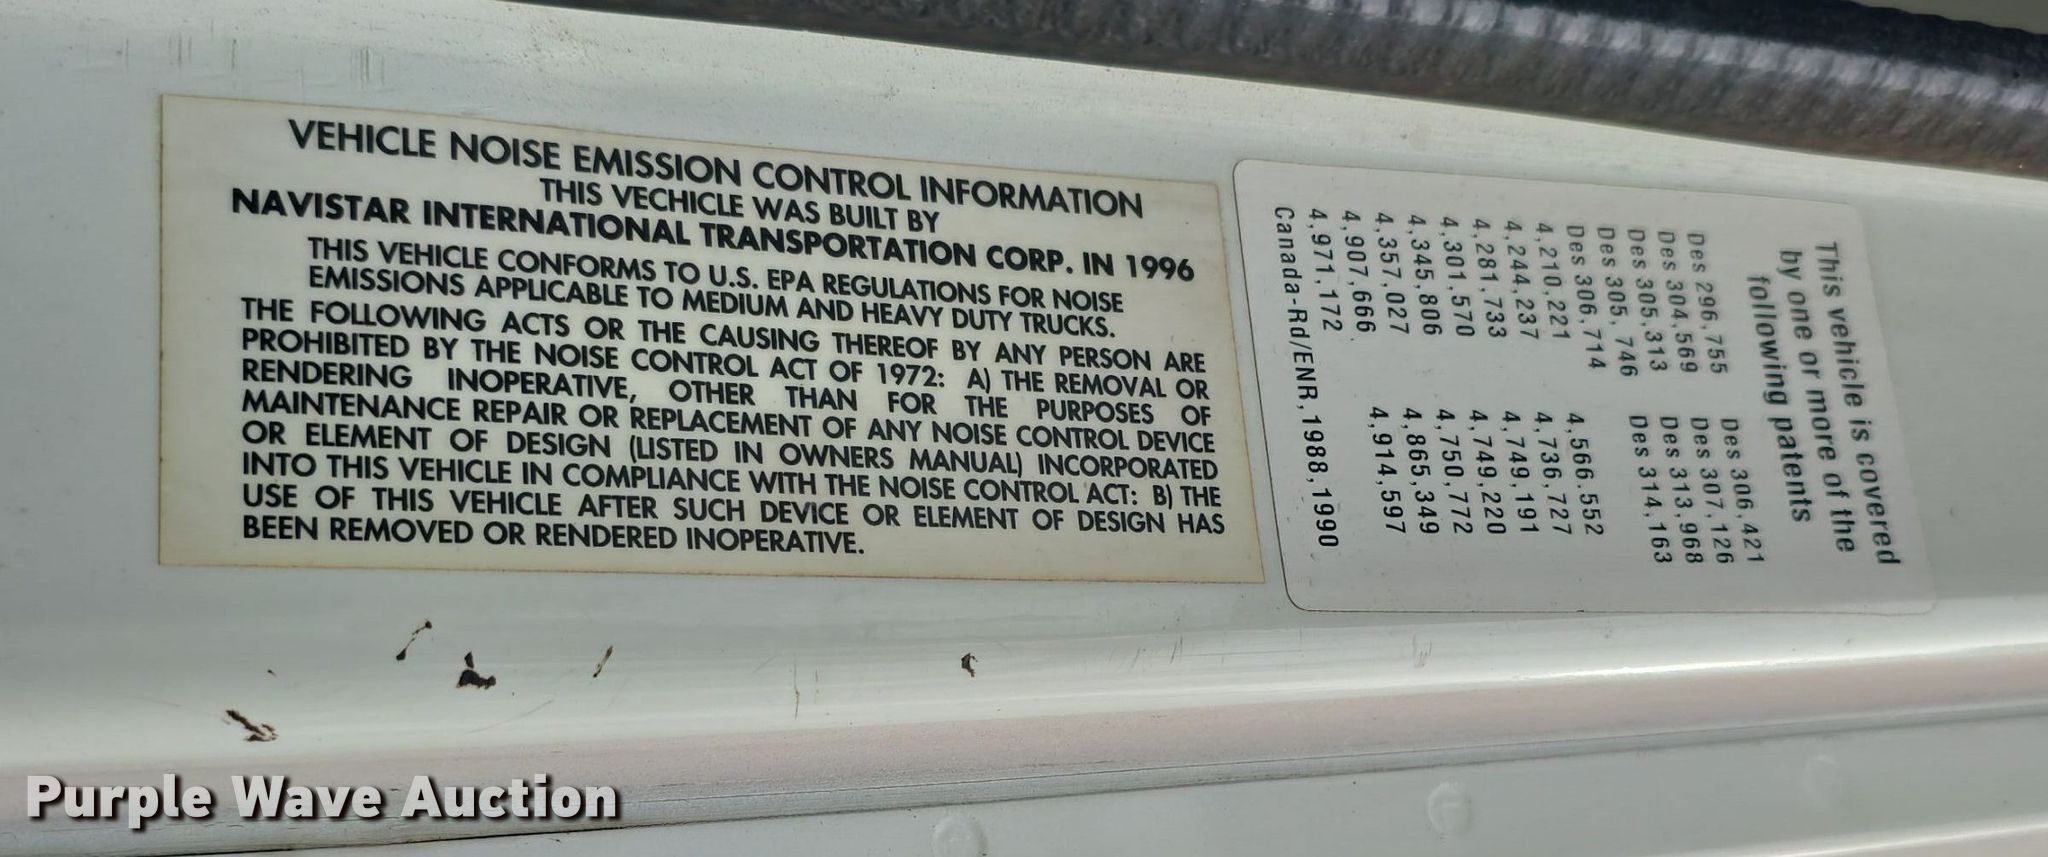 VEHICLE NOISE EMISSION CONTROL INFORMATION
THIS VECHICLE WAS BUILT BY
NAVISTAR INTERNATIONAL TRANSPORTATION CORP. IN 1996
THIS VEHICLE CONFORMS TO U.S. EPA REGULATIONS FOR NOISE
EMISSIONS APPLICABLE TO MEDIUM AND HEAVY DUTY TRUCKS.
THE FOLLOWING ACTS OR THE CAUSING THEREOF BY ANY PERSON ARE
PROHIBITED BY THE NOISE CONTROL ACT OF 1972: A) THE REMOVAL OR
RENDERING INOPERATIVE, OTHER THAN FOR THE PURPOSES OF
MAINTENANCE REPAIR OR REPLACEMENT OF ANY NOISE CONTROL DEVICE
OR ELEMENT OF DESIGN (LISTED IN OWNERS MANUAL) INCORPORATED
INTO THIS VEHICLE IN COMPLIANCE WITH THE NOISE CONTROL ACT: B) THE
USE OF THIS VEHICLE AFTER SUCH DEVICE OR ELEMENT OF DESIGN HAS
BEEN REMOVED OR RENDERED INOPERATIVE.
This vehicle is covered
by one or more of the
following patents
Des 296,755 Des 306,421
Des 304,569 Des 307,126
Des 305,313 Des 313,968
Des 305,746 Des 314,163
Des 306,714
4,210,221 4,566,552
4,244,237 4,736,727
4,281,733 4,749,191
4,301,570 4,749,220
4,345,806 4,750,772
4,357,027 4,865,349
4,907,666 4,914,597
4,971,172
Canada-Rd/ENR,1988,1990
Purple Wave Auction